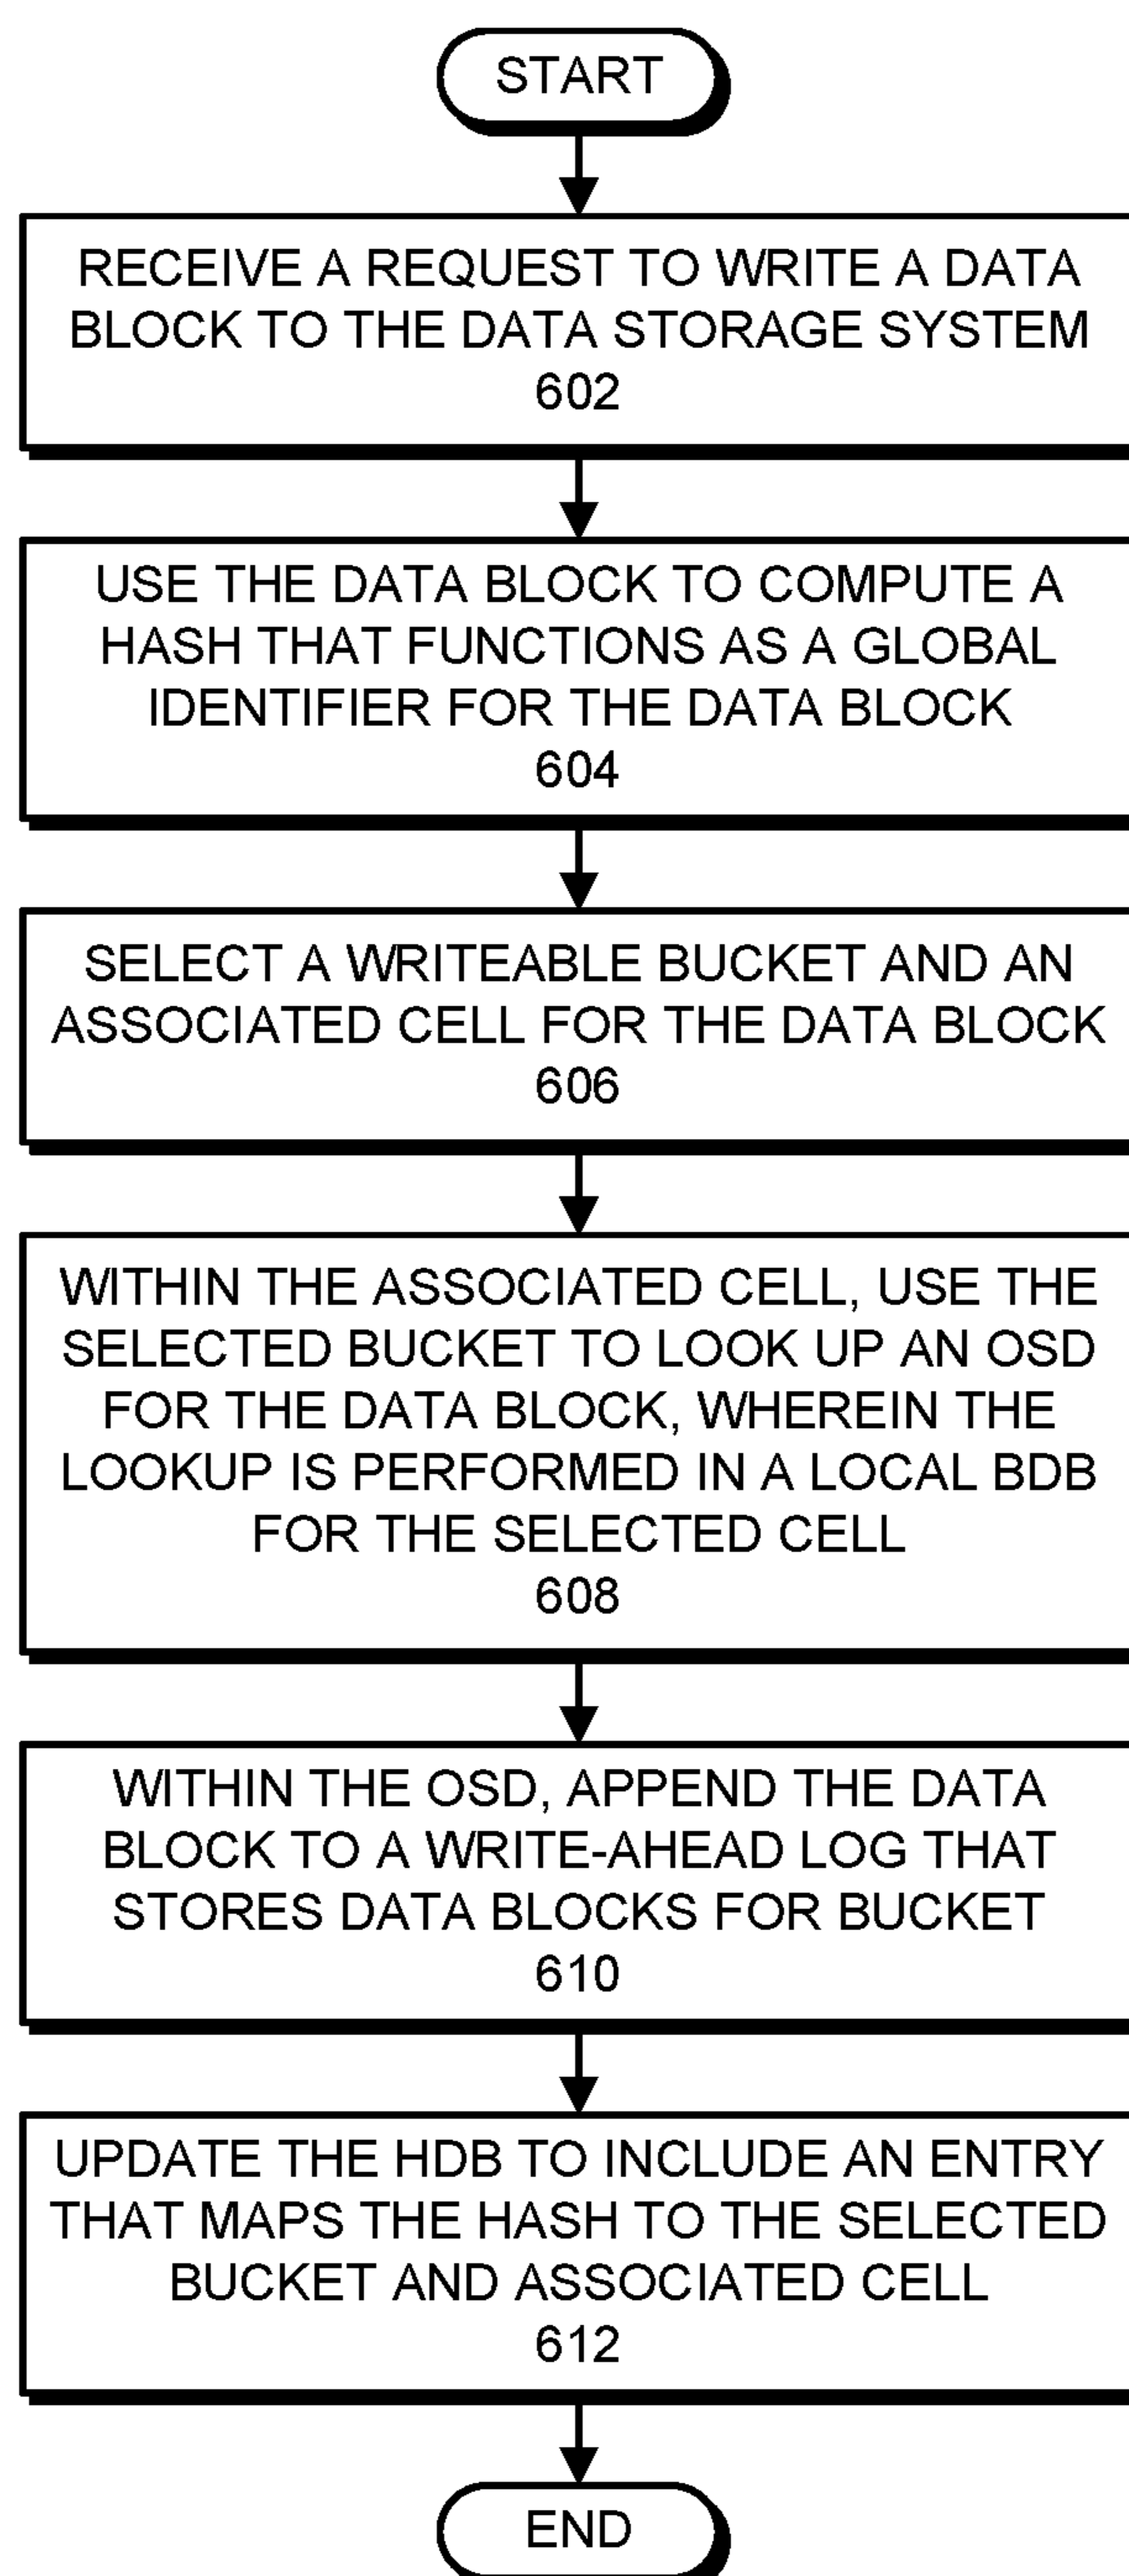 START
RECEIVE A REQUEST TO WRITE A DATA
BLOCK TO THE DATA STORAGE SYSTEM
602
USE THE DATA BLOCK TO COMPUTE A
HASH THAT FUNCTIONS AS A GLOBAL
IDENTIFIER FOR THE DATA BLOCK
604
SELECT A WRITEABLE BUCKET AND AN
ASSOCIATED CELL FOR THE DATA BLOCK
606
WITHIN THE ASSOCIATED CELL, USE THE
SELECTED BUCKET TO LOOK UP AN OSD
FOR THE DATA BLOCK, WHEREIN THE
LOOKUP IS PERFORMED IN A LOCAL BDB
FOR THE SELECTED CELL
608
WITHIN THE OSD, APPEND THE DATA
BLOCK TO A WRITE-AHEAD LOG THAT
STORES DATA BLOCKS FOR BUCKET
610
UPDATE THE HDB TO INCLUDE AN ENTRY
THAT MAPS THE HASH TO THE SELECTED
BUCKET AND ASSOCIATED CELL
612
END